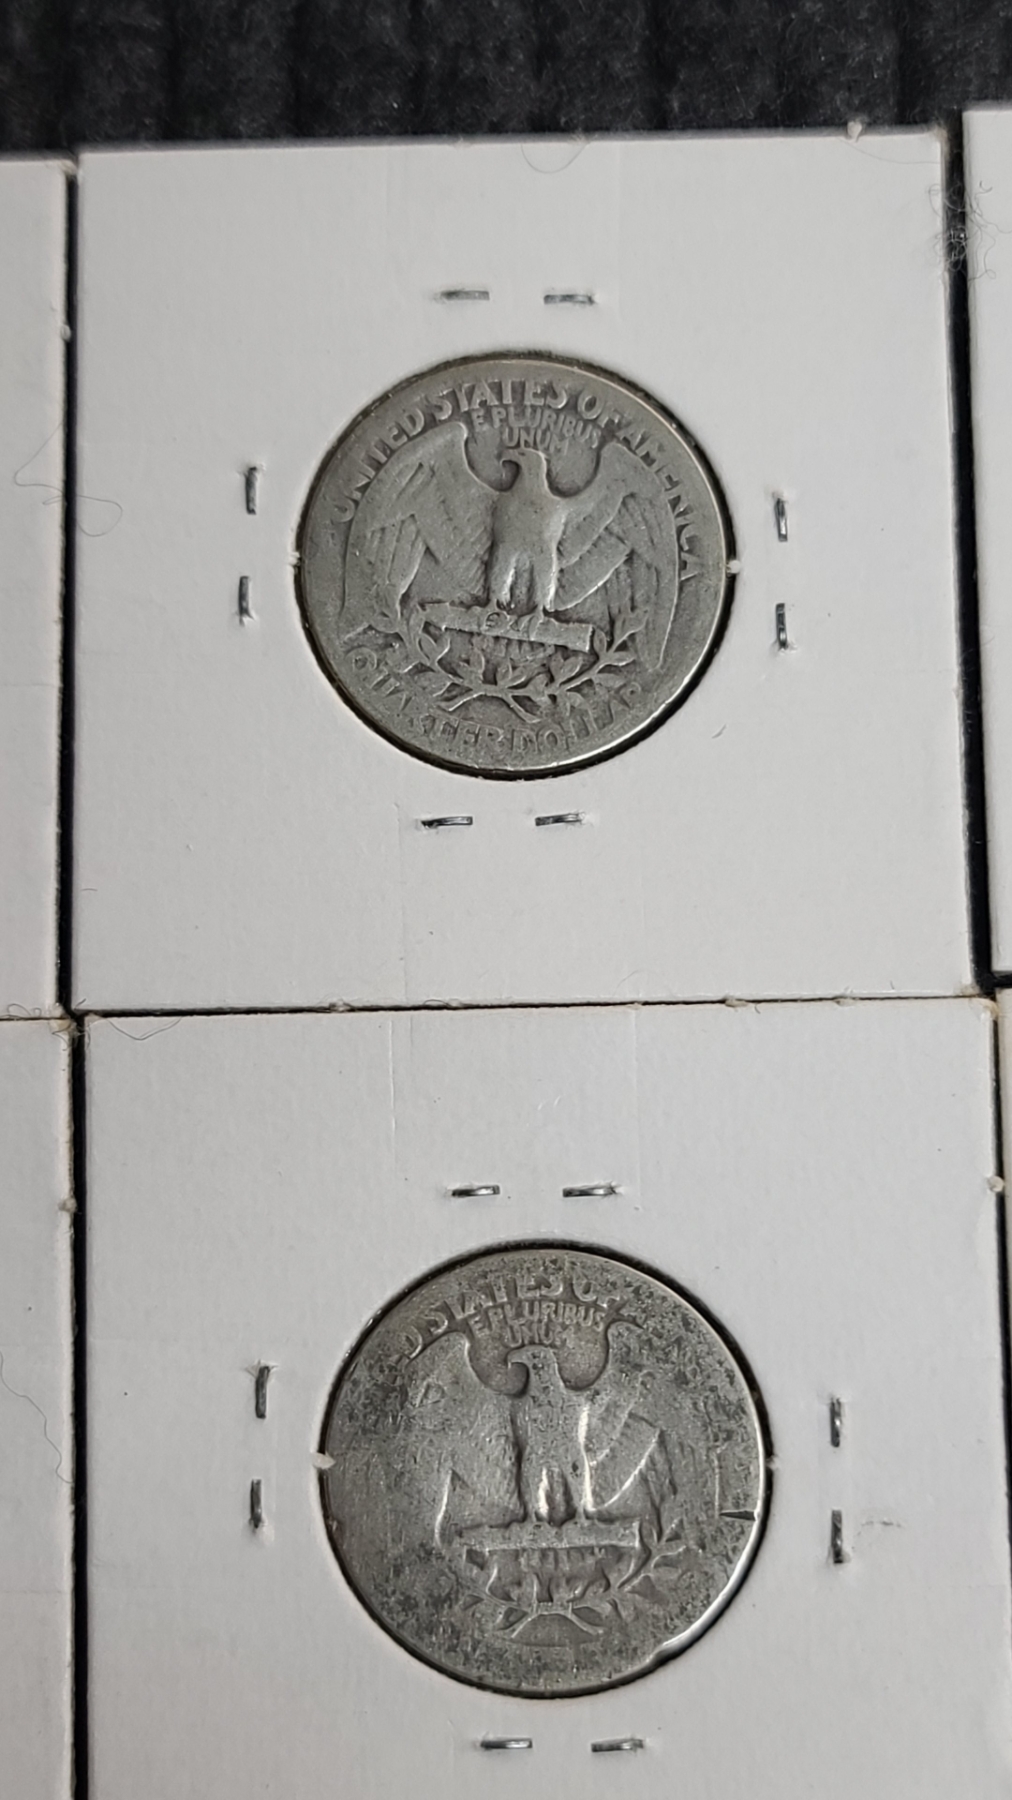 UNITED STATES OF AMERICA
E PLURIBUS
UNUM
QUARTER DOLLAR
D STATES OF A
E PLURIBUS
UNUM